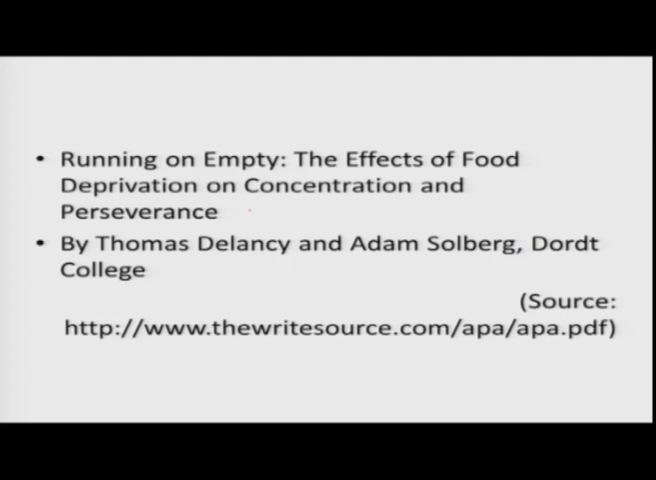 • Running on Empty: The Effects of Food
Deprivation on Concentration and
Perseverance
• By Thomas Delancy and Adam Solberg, Dordt
College
(Source:
http://www.thewritesource.com/apa/apa.pdf)